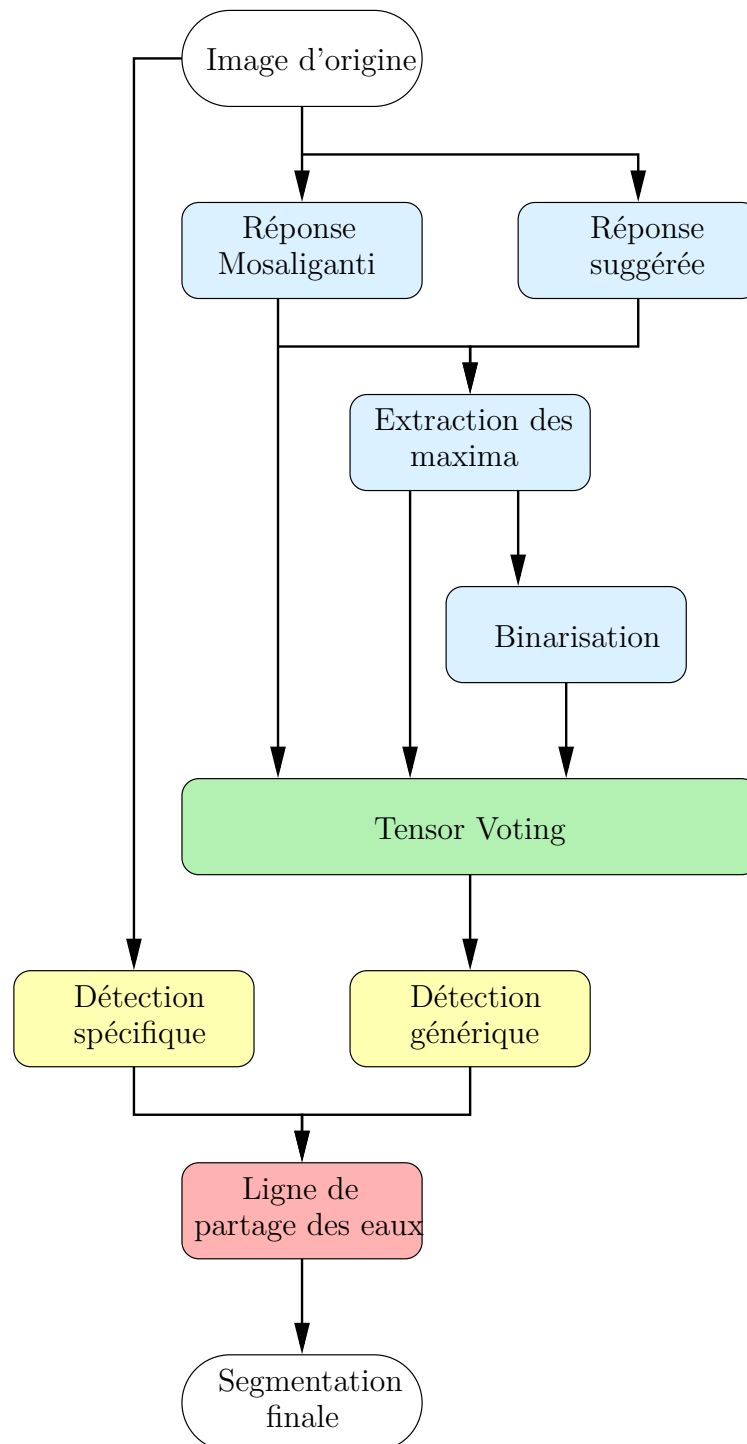 Image d'origine
Réponse
Mosaliganti
Réponse
suggérée
Extraction des
maxima
Binarisation
Tensor Voting
Détection
spécifique
Détection
générique
Ligne de
partage des eaux
Segmentation
finale